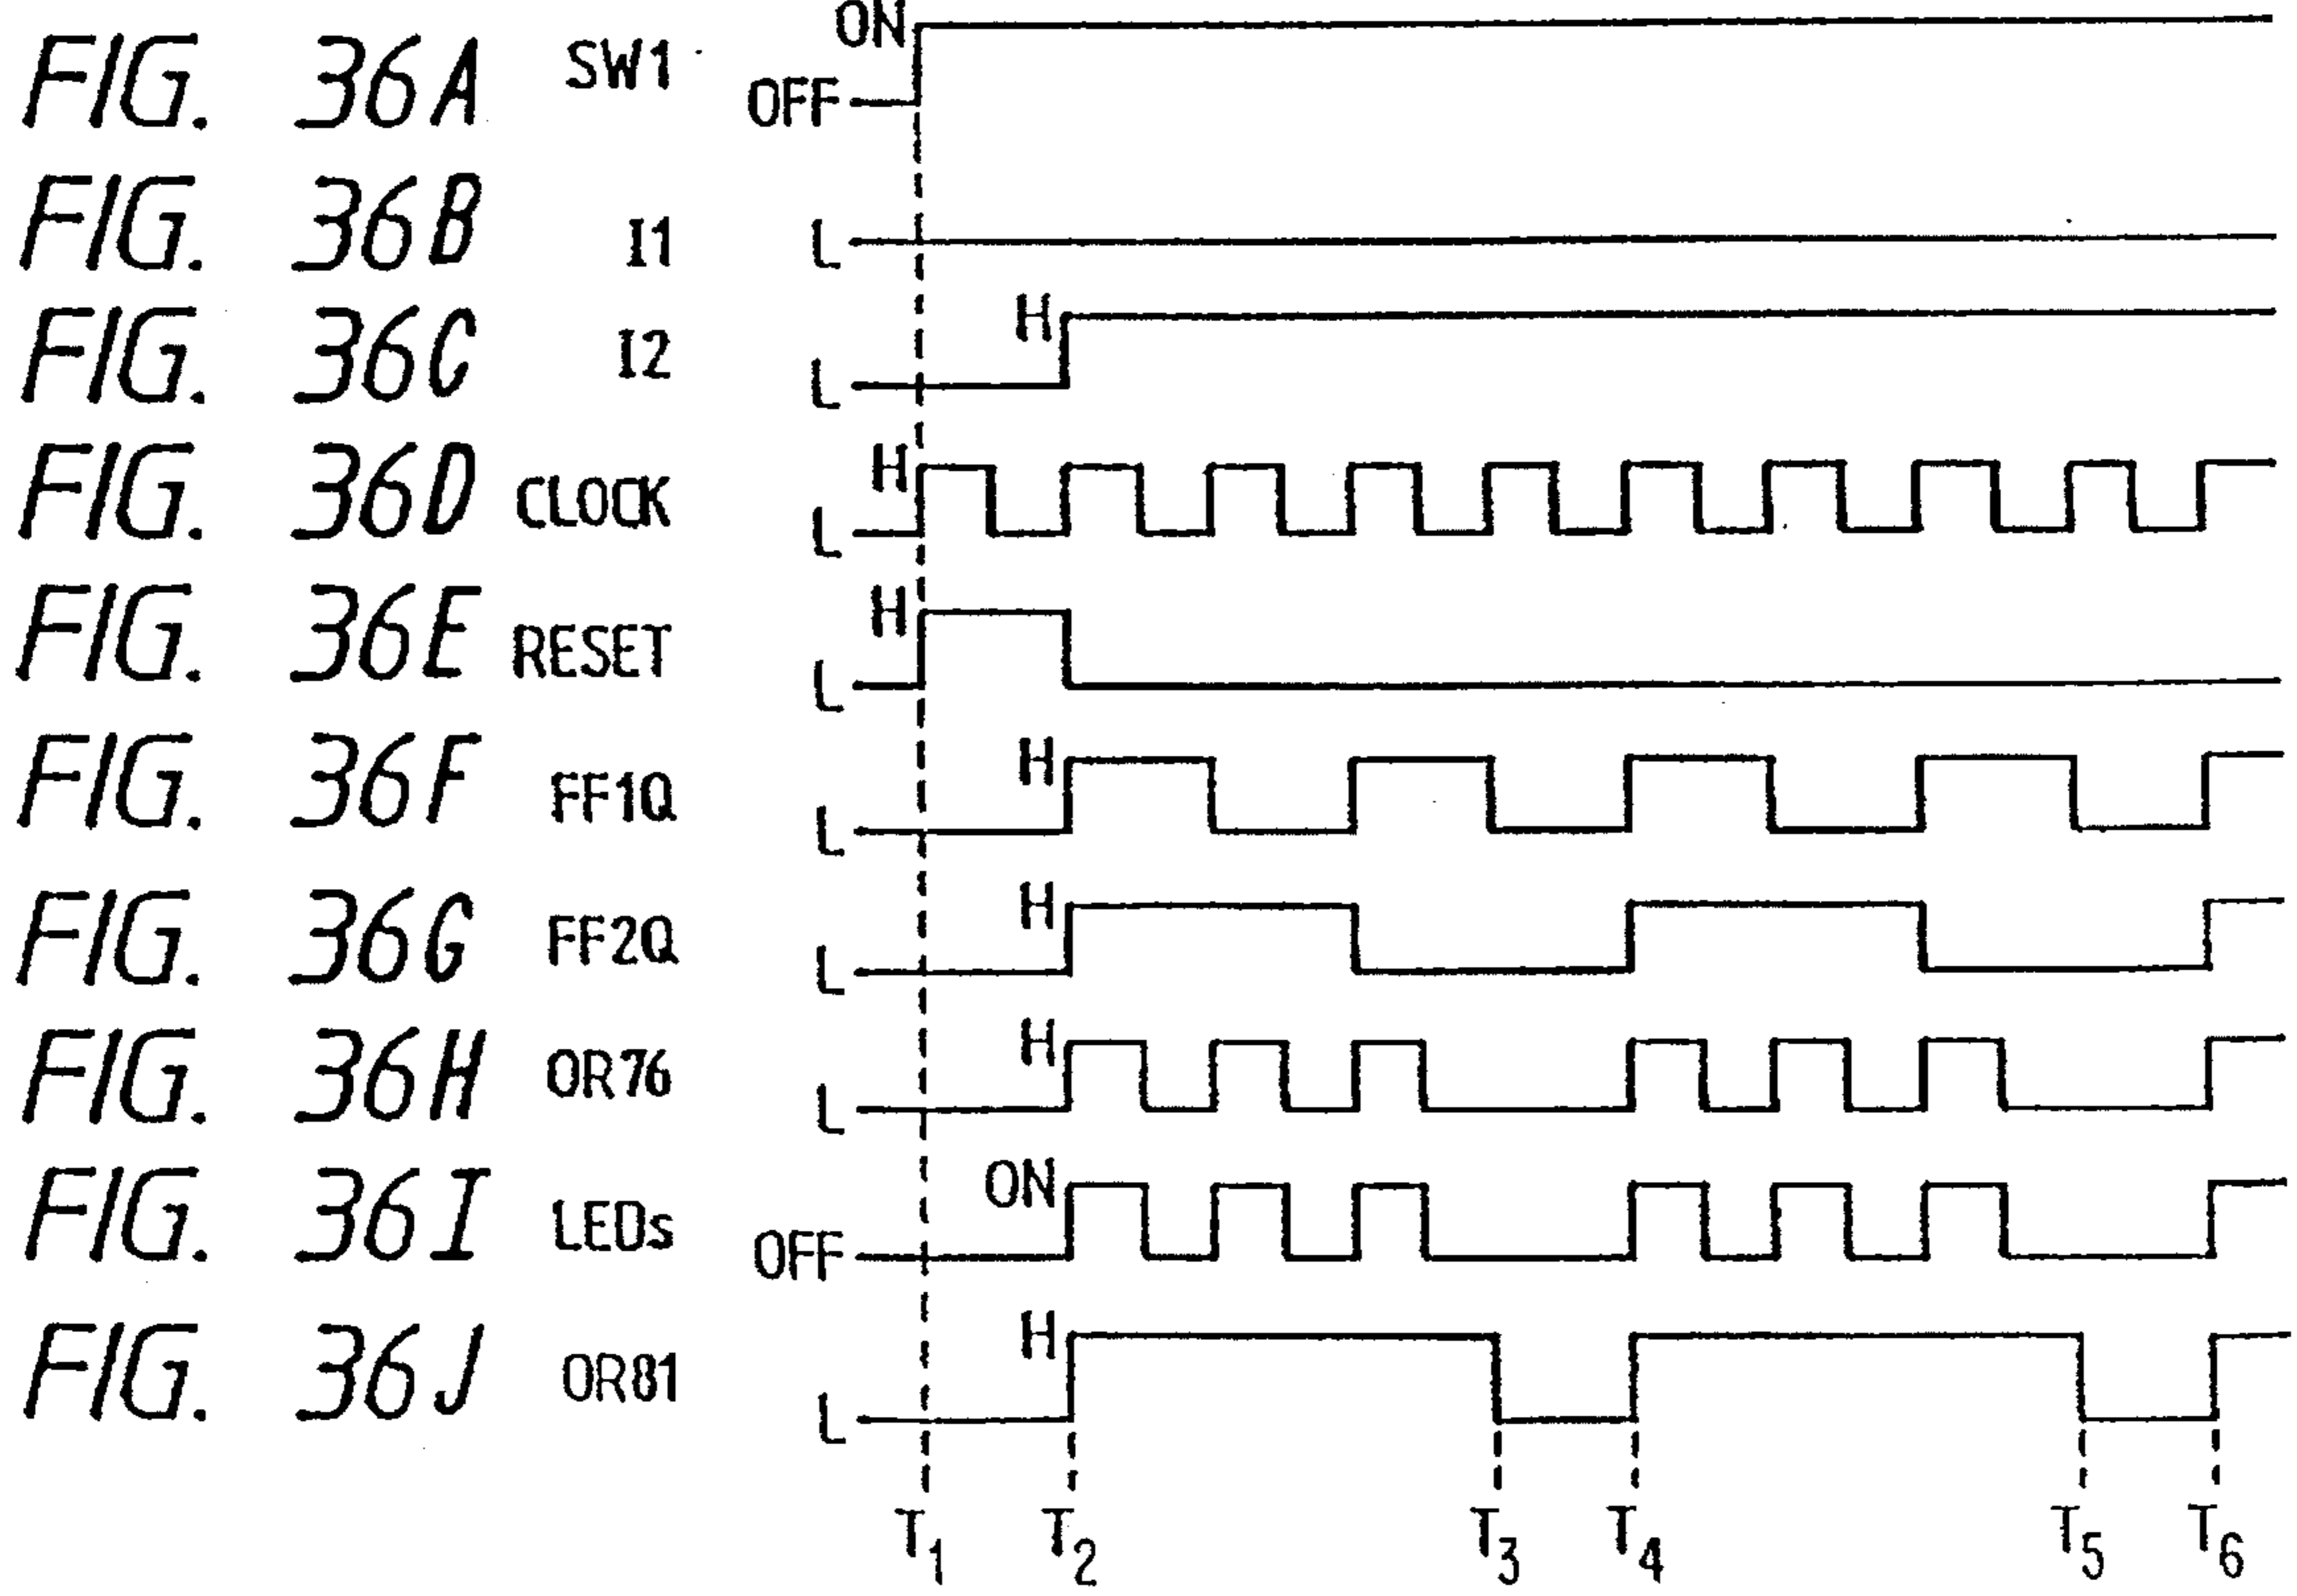 FIG. 36A SW1 ON
OFF
FIG. 36B I1 L
FIG. 36C I2 H
L
FIG. 36D CLOCK H
L
FIG. 36E RESET H
L
FIG. 36F FF1Q H
L
FIG. 36G FF2Q H
L
FIG. 36H OR76 H
L
FIG. 36I LEDs ON
OFF
FIG. 36J OR81 H
L
T1 T2 T3 T4 T5 T6